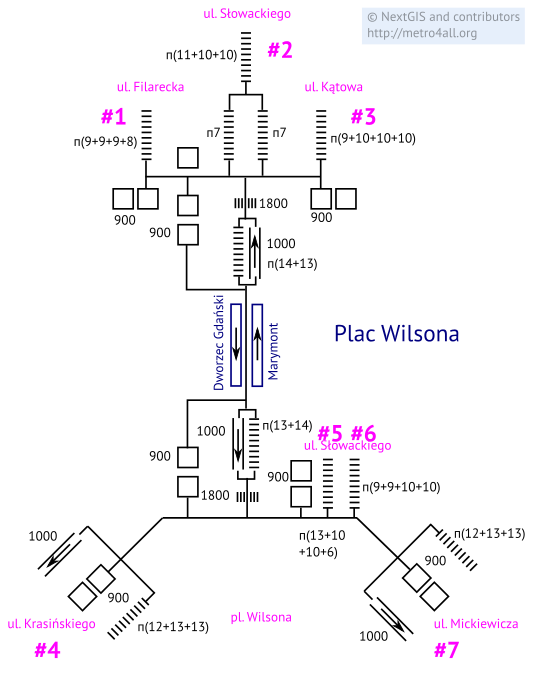 ul. Słowackiego
© NextGIS and contributors
http://metro4all.org
п(11+10+10)
#2
ul. Filarecka
ul. Kątowa
#1
#3
п(9+9+9+8)
п7
п7
п(9+10+10+10)
900
1800
900
900
1000
п(14+13)
Dworzec Gdański
Marymont
Plac Wilsona
1000
п(13+14)
#5
#6
ul. Słowackiego
900
900
1800
п(9+9+10+10)
п(13+10
+10+6)
1000
п(12+13+13)
900
900
ul. Krasińskiego
п(12+13+13)
pl. Wilsona
1000
ul. Mickiewicza
#4
#7